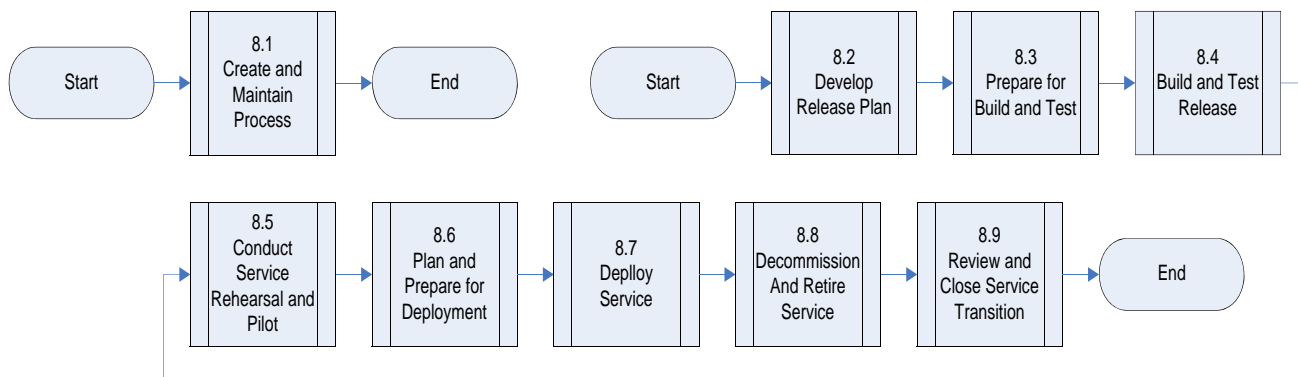 Start
8.1
Create and
Maintain
Process
End
Start
8.2
Develop
Release Plan
8.3
Prepare for
Build and Test
8.4
Build and Test
Release
8.5
Conduct
Service
Rehearsal and
Pilot
8.6
Plan and
Prepare for
Deployment
8.7
Deplloy
Service
8.8
Decommission
And Retire
Service
8.9
Review and
Close Service
Transition
End